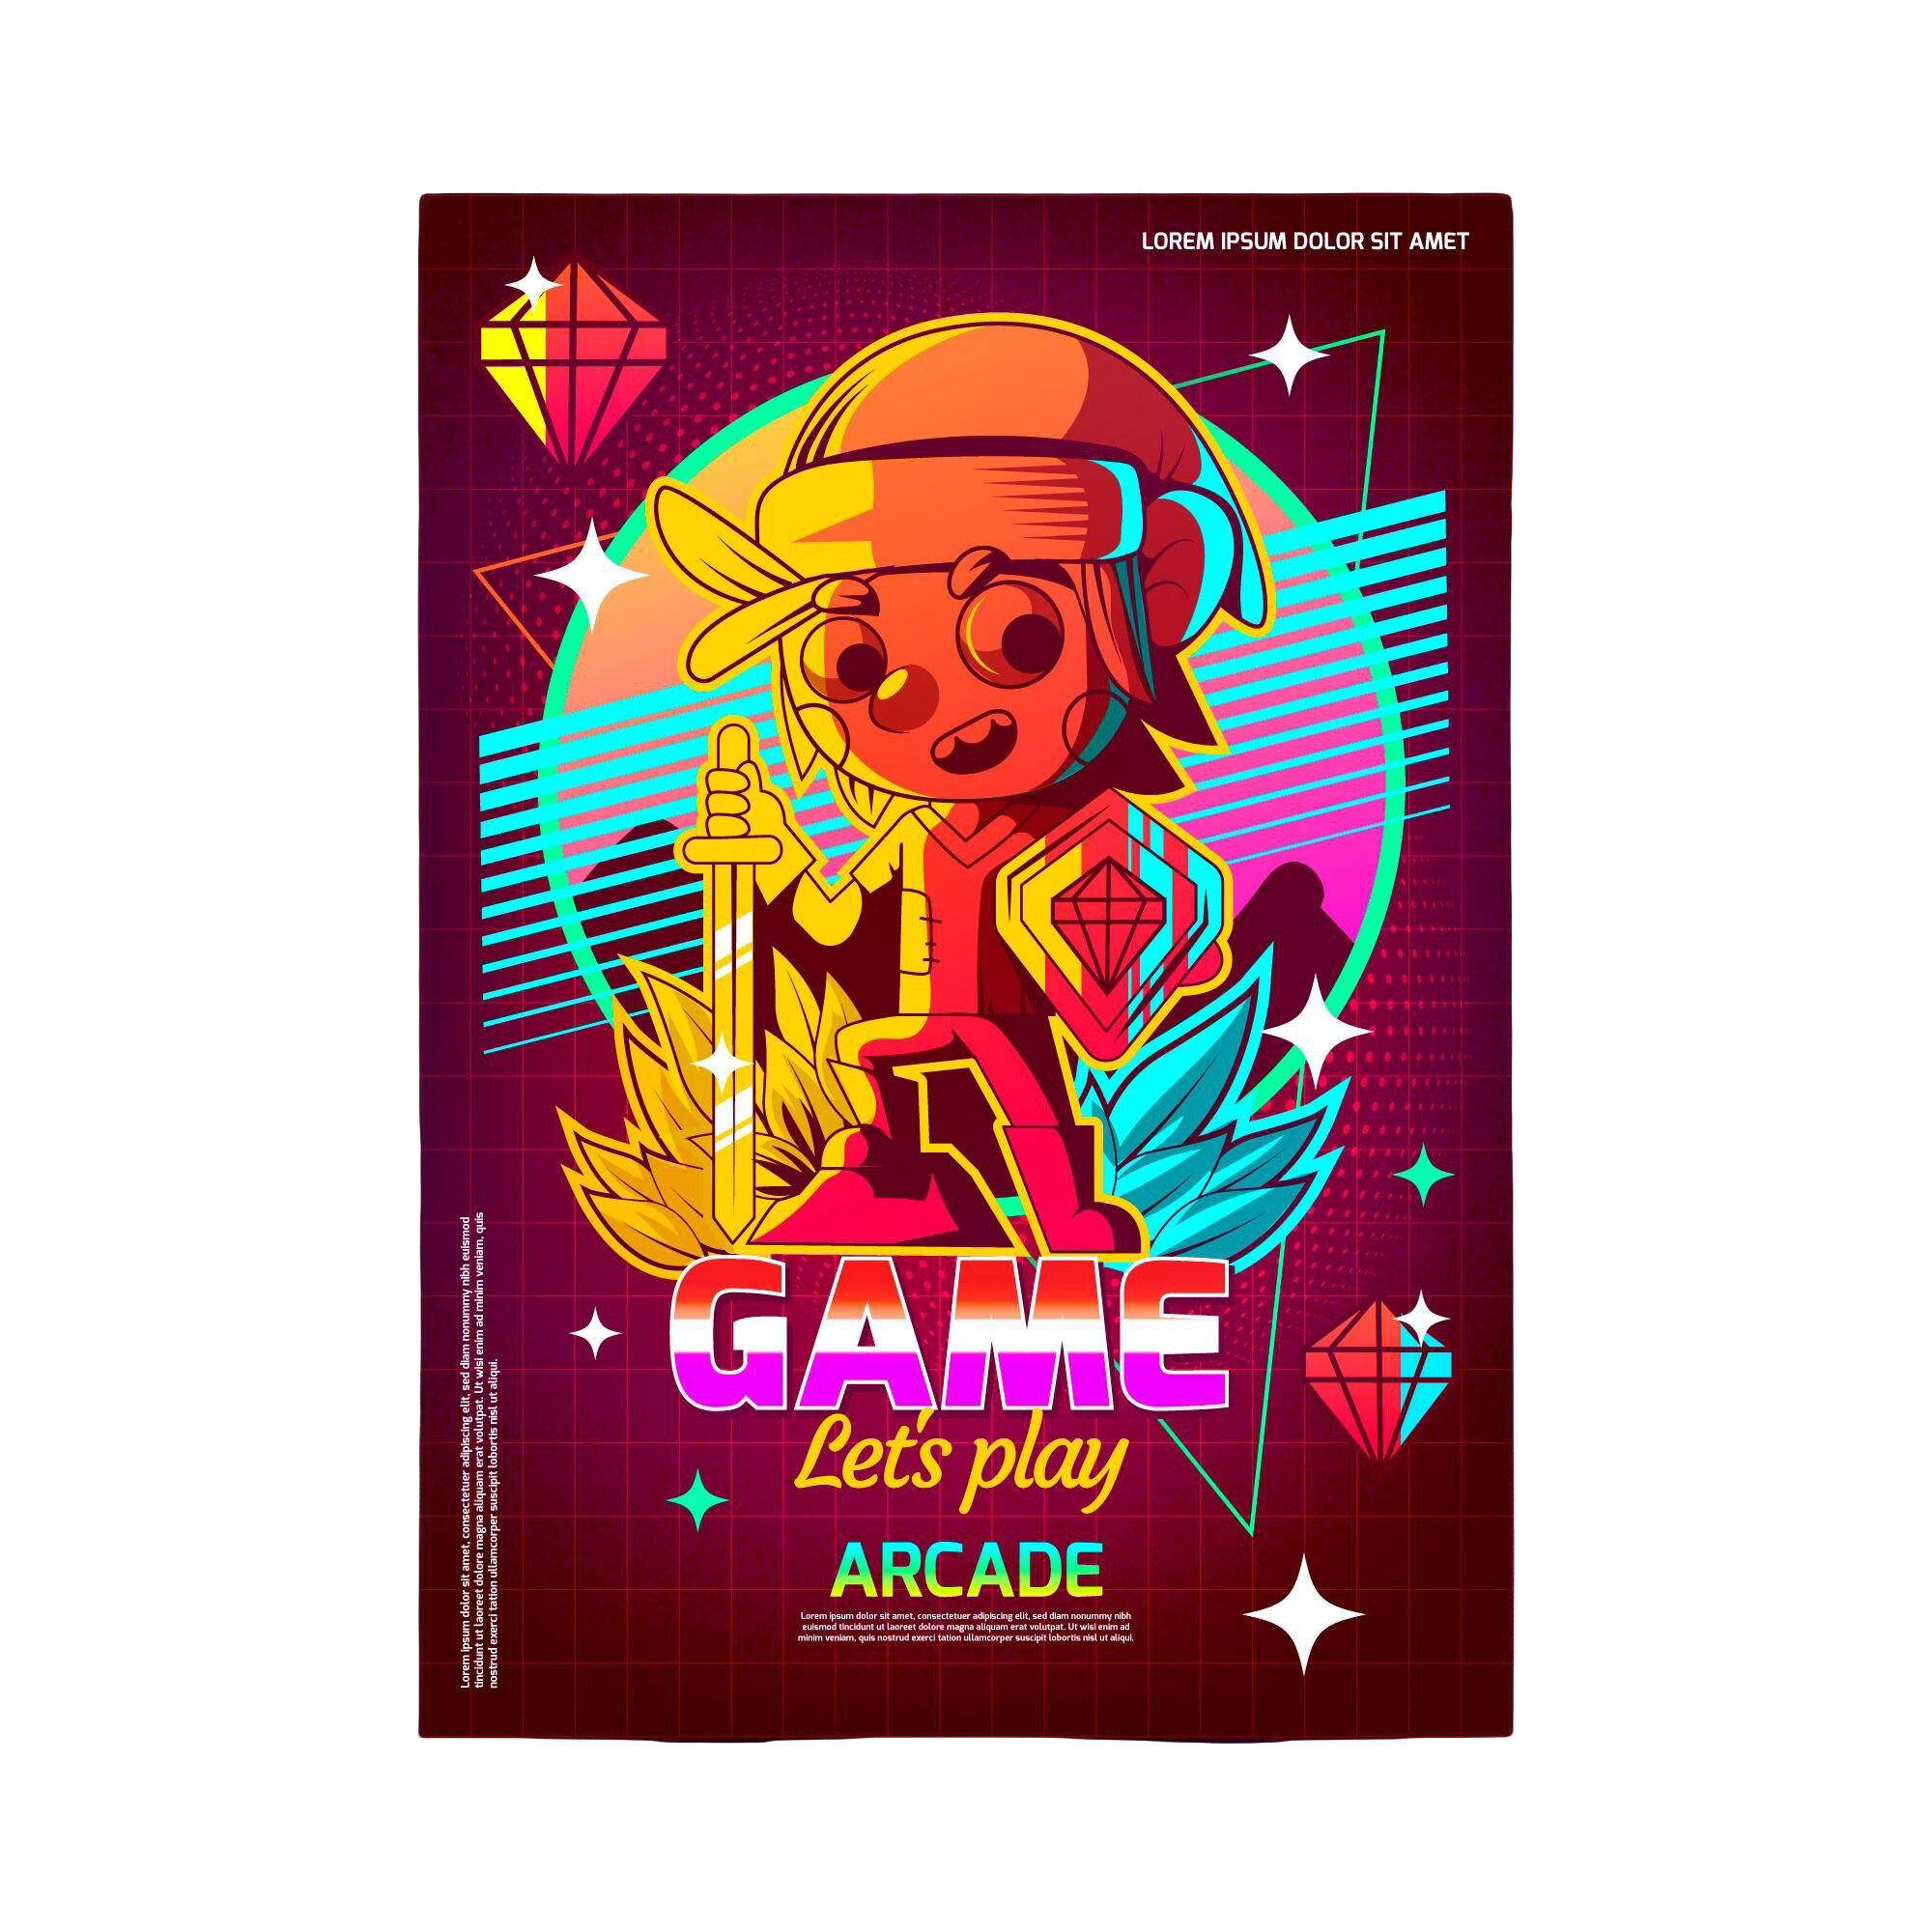 LOREM IPSUM DOLOR SIT AMET
GAME
Let's play
ARCADE
Lorem ipsum dolor sit amet, consectetuer adipiscing elit, sed diam nonummy nibh
euismod tincidunt ut laoreet dolore magna aliquam erat volutpat. Ut wisi enim ad
minim veniam, quis nostrud exerci tation ullamcorper suscipit lobortis nisl ut aliqui.
Lorem ipsum dolor sit amet, consectetuer adipiscing elit, sed diam nonummy nibh euismod
tincidunt ut laoreet dolore magna aliquam erat volutpat. Ut wisi enim ad minim veniam, quis
nostrud exerci tation ullamcorper suscipit lobortis nisl ut aliqui.